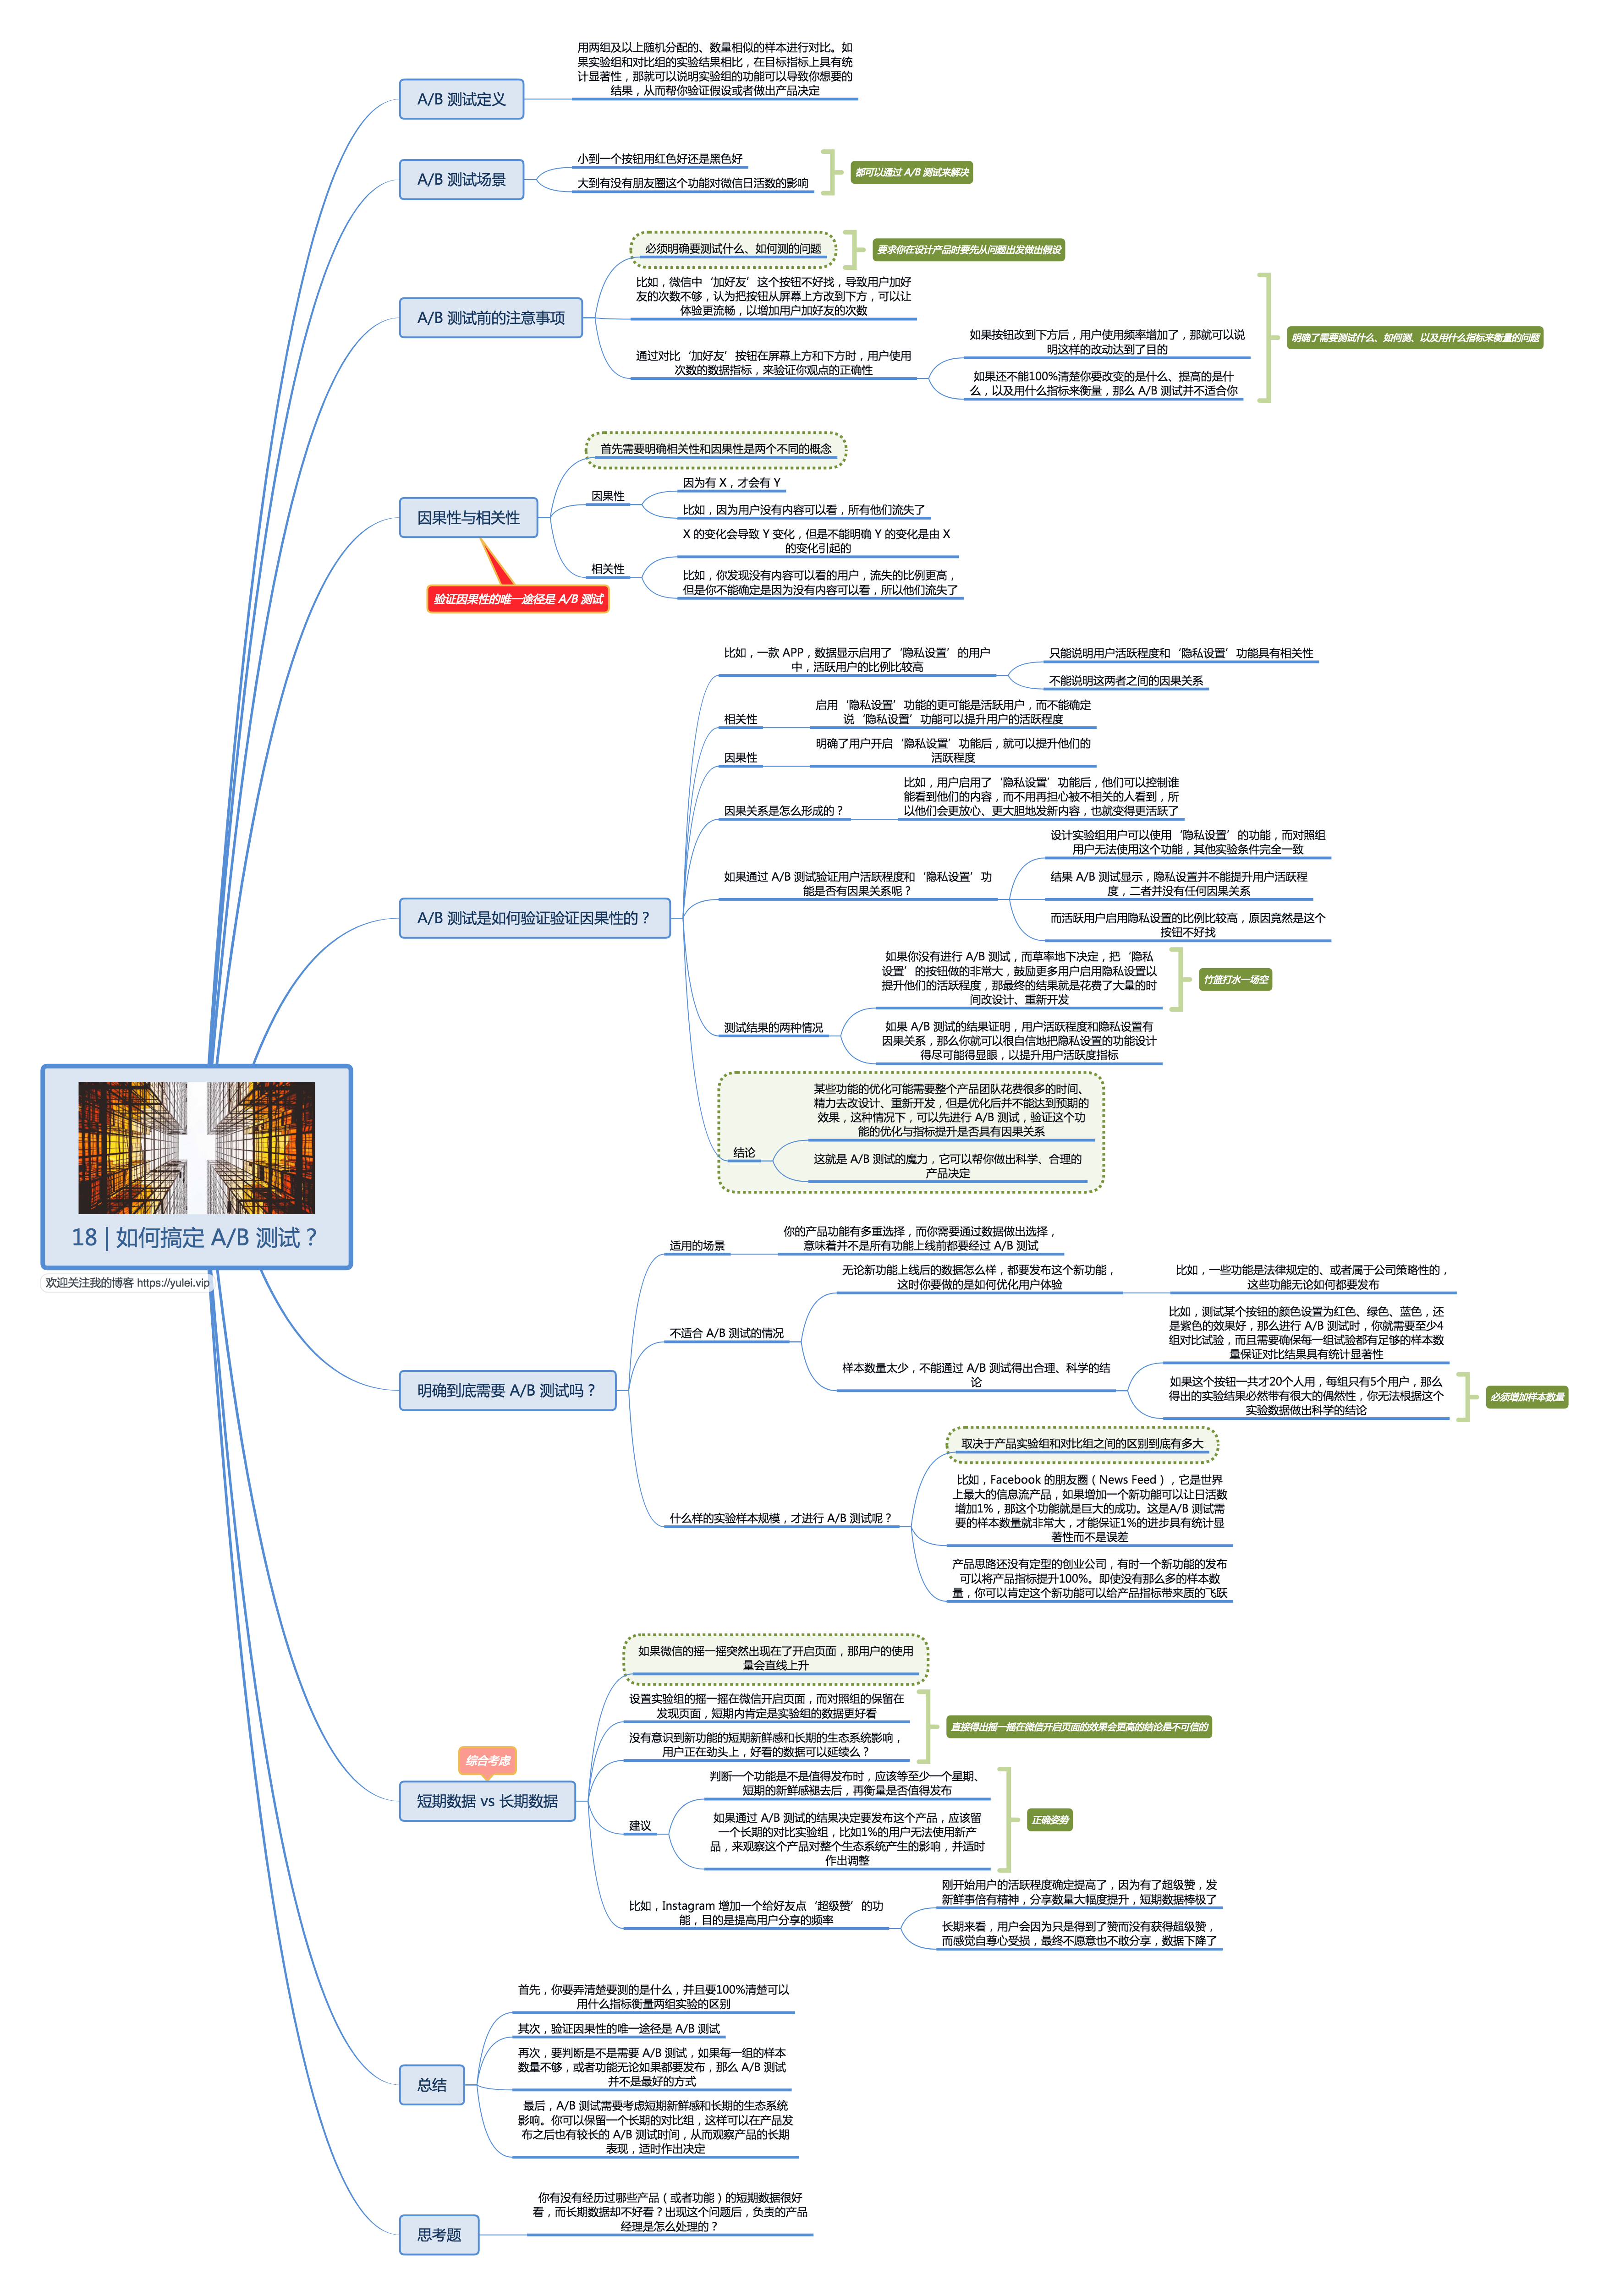 18 | 如何搞定 A/B 测试？
欢迎关注我的博客 https://yulei.vip
A/B 测试定义
用两组及以上随机分配的、数量相似的样本进行对比。如
果实验组和对比组的实验结果相比，在目标指标上具有统
计显著性，那就可以说明实验组的功能可以导致你想要的
结果，从而帮你验证假设或者做出产品决定
A/B 测试场景
小到一个按钮用红色好还是黑色好
大到有没有朋友圈这个功能对微信日活数的影响
都可以通过 A/B 测试来解决
A/B 测试前的注意事项
必须明确要测试什么、如何测的问题
要求你在设计产品时要先从问题出发做出假设
比如，微信中‘加好友’这个按钮不好找，导致用户加好
友的次数不够，认为把按钮从屏幕上方改到下方，可以让
体验更流畅，以增加用户加好友的次数
通过对比‘加好友’按钮在屏幕上方和下方时，用户使用
次数的数据指标，来验证你观点的正确性
如果按钮改到下方后，用户使用频率增加了，那就可以说
明这样的改动达到了目的
如果还不能100%清楚你要改变的是什么、提高的是什
么，以及用什么指标来衡量，那么 A/B 测试并不适合你
明确了需要测试什么、如何测、以及用什么指标来衡量的问题
因果性与相关性
验证因果性的唯一途径是 A/B 测试
首先需要明确相关性和因果性是两个不同的概念
因果性
因为有 X，才会有 Y
比如，因为用户没有内容可以看，所有他们流失了
相关性
X 的变化会导致 Y 变化，但是不能明确 Y 的变化是由 X
的变化引起的
比如，你发现没有内容可以看的用户，流失的比例更高，
但是你不能确定是因为没有内容可以看，所以他们流失了
A/B 测试是如何验证验证因果性的？
比如，一款 APP，数据显示启用了‘隐私设置’的用户
中，活跃用户的比例比较高
只能说明用户活跃程度和‘隐私设置’功能具有相关性
不能说明这两者之间的因果关系
相关性
启用‘隐私设置’功能的更可能是活跃用户，而不能确定
说‘隐私设置’功能可以提升用户的活跃程度
因果性
明确了用户开启‘隐私设置’功能后，就可以提升他们的
活跃程度
因果关系是怎么形成的？
比如，用户启用了‘隐私设置’功能后，他们可以控制谁
能看到他们的内容，而不用再担心被不相关的人看到，所
以他们会更放心、更大胆地发新内容，也就变得更活跃了
如果通过 A/B 测试验证用户活跃程度和‘隐私设置’功
能是否有因果关系呢？
设计实验组用户可以使用‘隐私设置’的功能，而对照组
用户无法使用这个功能，其他实验条件完全一致
结果 A/B 测试显示，隐私设置并不能提升用户活跃程
度，二者并没有任何因果关系
而活跃用户启用隐私设置的比例比较高，原因竟然是这个
按钮不好找
测试结果的两种情况
如果你没有进行 A/B 测试，而草率地下决定，把‘隐私
设置’的按钮做的非常大，鼓励更多用户启用隐私设置以
提升他们的活跃程度，那最终的结果就是花费了大量的时
间改设计、重新开发
竹篮打水一场空
如果 A/B 测试的结果证明，用户活跃程度和隐私设置有
因果关系，那么你就可以很自信地把隐私设置的功能设计
得尽可能得显眼，以提升用户活跃度指标
结论
某些功能的优化可能需要整个产品团队花费很多的时间、
精力去改设计、重新开发，但是优化后并不能达到预期的
效果，这种情况下，可以先进行 A/B 测试，验证这个功
能的优化与指标提升是否具有因果关系
这就是 A/B 测试的魔力，它可以帮你做出科学、合理的
产品决定
明确到底需要 A/B 测试吗？
适用的场景
你的产品功能有多重选择，而你需要通过数据做出选择，
意味着并不是所有功能上线前都要经过 A/B 测试
不适合 A/B 测试的情况
无论新功能上线后的数据怎么样，都要发布这个新功能，
这时你要做的是如何优化用户体验
比如，一些功能是法律规定的、或者属于公司策略性的，
这些功能无论如何都要发布
样本数量太少，不能通过 A/B 测试得出合理、科学的结
论
比如，测试某个按钮的颜色设置为红色、绿色、蓝色，还
是紫色的效果好，那么进行 A/B 测试时，你就需要至少4
组对比试验，而且需要确保每一组试验都有足够的样本数
量保证对比结果具有统计显著性
如果这个按钮一共才20个人用，每组只有5个用户，那么
得出的实验结果必然带有很大的偶然性，你无法根据这个
实验数据做出科学的结论
必须增加样本数量
什么样的实验样本规模，才进行 A/B 测试呢？
取决于产品实验组和对比组之间的区别到底有多大
比如，Facebook 的朋友圈（News Feed），它是世界
上最大的信息流产品，如果增加一个新功能可以让日活数
增加1%，那这个功能就是巨大的成功。这是A/B 测试需
要的样本数量就非常大，才能保证1%的进步具有统计显
著性而不是误差
产品思路还没有定型的创业公司，有时一个新功能的发布
可以将产品指标提升100%。即使没有那么多的样本数
量，你可以肯定这个新功能可以给产品指标带来质的飞跃
短期数据 vs 长期数据
综合考虑
如果微信的摇一摇突然出现在了开启页面，那用户的使用
量会直线上升
设置实验组的摇一摇在微信开启页面，而对照组的保留在
发现页面，短期内肯定是实验组的数据更好看
没有意识到新功能的短期新鲜感和长期的生态系统影响，
用户正在劲头上，好看的数据可以延续么？
直接得出摇一摇在微信开启页面的效果会更高的结论是不可信的
建议
判断一个功能是不是值得发布时，应该等至少一个星期、
短期的新鲜感褪去后，再衡量是否值得发布
如果通过 A/B 测试的结果决定要发布这个产品，应该留
一个长期的对比实验组，比如1%的用户无法使用新产
品，来观察这个产品对整个生态系统产生的影响，并适时
作出调整
正确姿势
比如，Instagram 增加一个给好友点‘超级赞’的功
能，目的是提高用户分享的频率
刚开始用户的活跃程度确定提高了，因为有了超级赞，发
新鲜事倍有精神，分享数量大幅度提升，短期数据棒极了
长期来看，用户会因为只是得到了赞而没有获得超级赞，
而感觉自尊心受损，最终不愿意也不敢分享，数据下降了
总结
首先，你要弄清楚要测的是什么，并且要100%清楚可以
用什么指标衡量两组实验的区别
其次，验证因果性的唯一途径是 A/B 测试
再次，要判断是不是需要 A/B 测试，如果每一组的样本
数量不够，或者功能无论如果都要发布，那么 A/B 测试
并不是最好的方式
最后，A/B 测试需要考虑短期新鲜感和长期的生态系统
影响。你可以保留一个长期的对比组，这样可以在产品发
布之后也有较长的 A/B 测试时间，从而观察产品的长期
表现，适时作出决定
思考题
你有没有经历过哪些产品（或者功能）的短期数据很好
看，而长期数据却不好看？出现这个问题后，负责的产品
经理是怎么处理的？